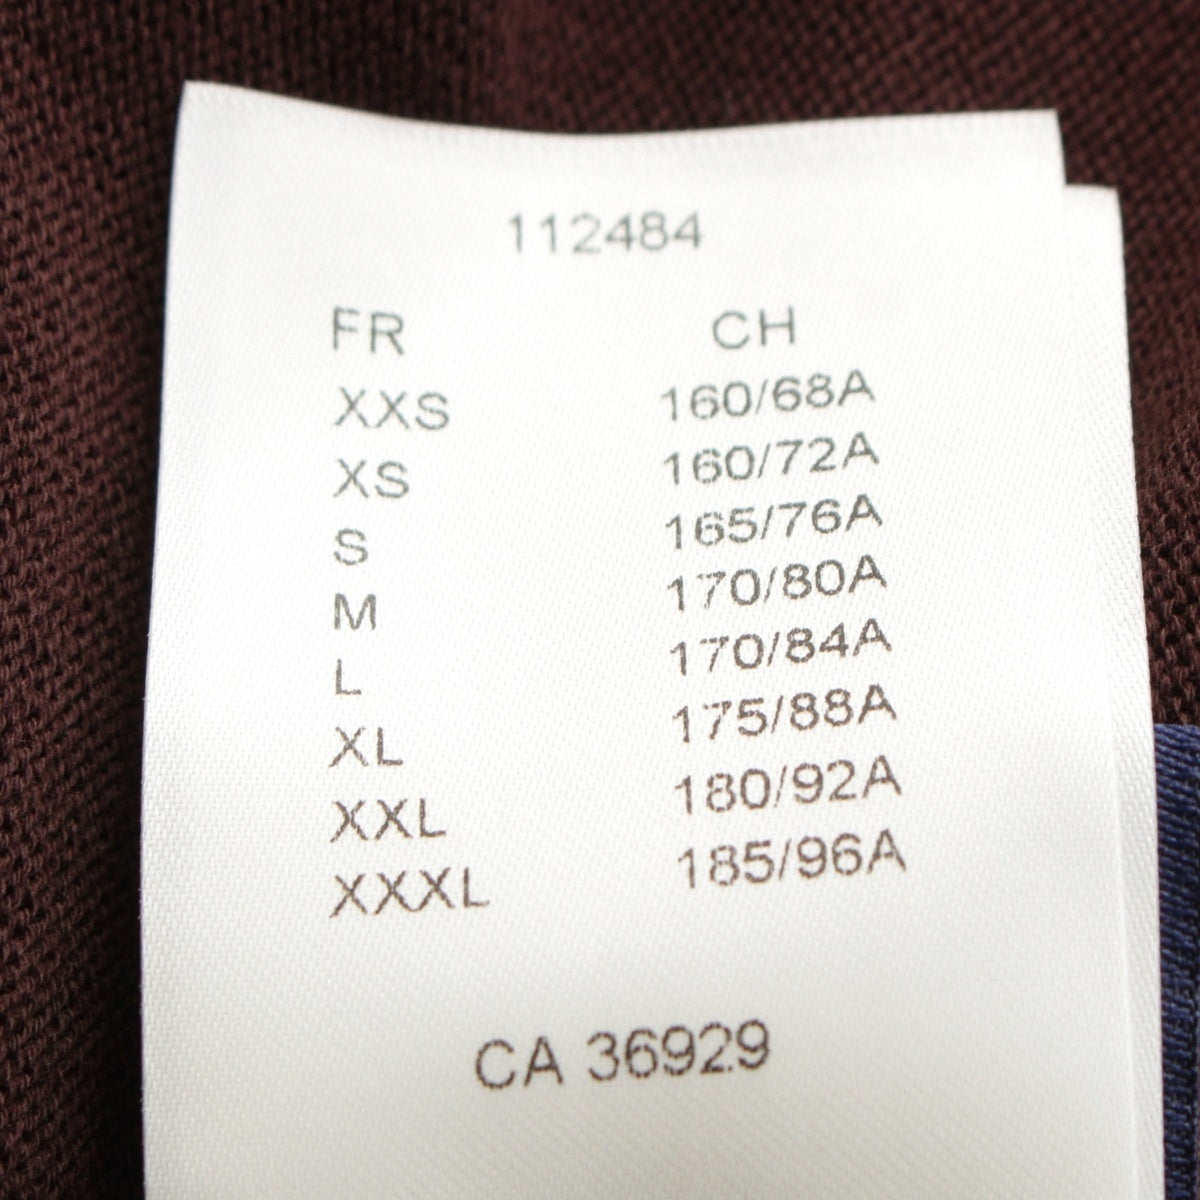 112484
FR CH
XXS 160/68A
XS 160/72A
S 165/76A
M 170/80A
L 170/84A
XL 175/88A
XXL 180/92A
XXXL 185/96A
CA 36929